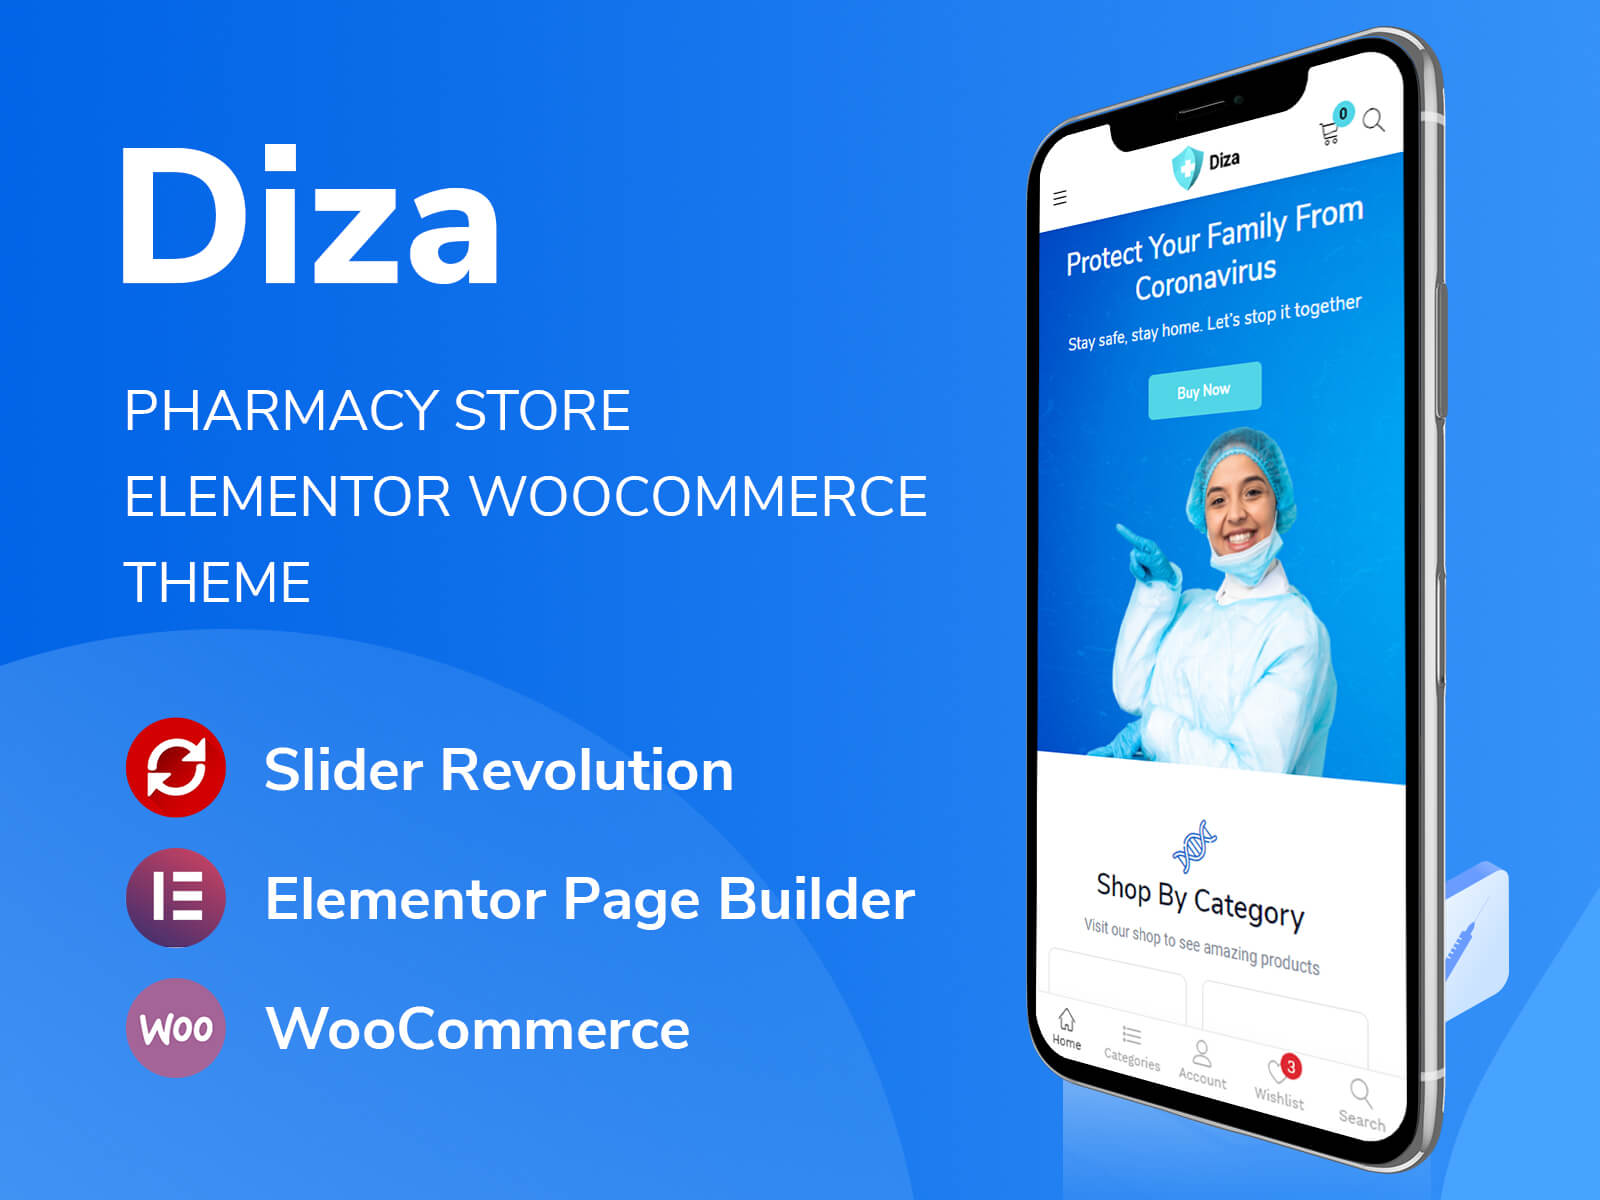 Diza
PHARMACY STORE
ELEMENTOR WOOCOMMERCE
THEME
Slider Revolution
Elementor Page Builder
Woo
WooCommerce
0
Diza
Protect Your Family From
Coronavirus
Stay safe, stay home. Let's stop it together
Buy Now
Shop By Category
Visit our shop to see amazing products
Home
Categories
Account
3
Wishlist
Search